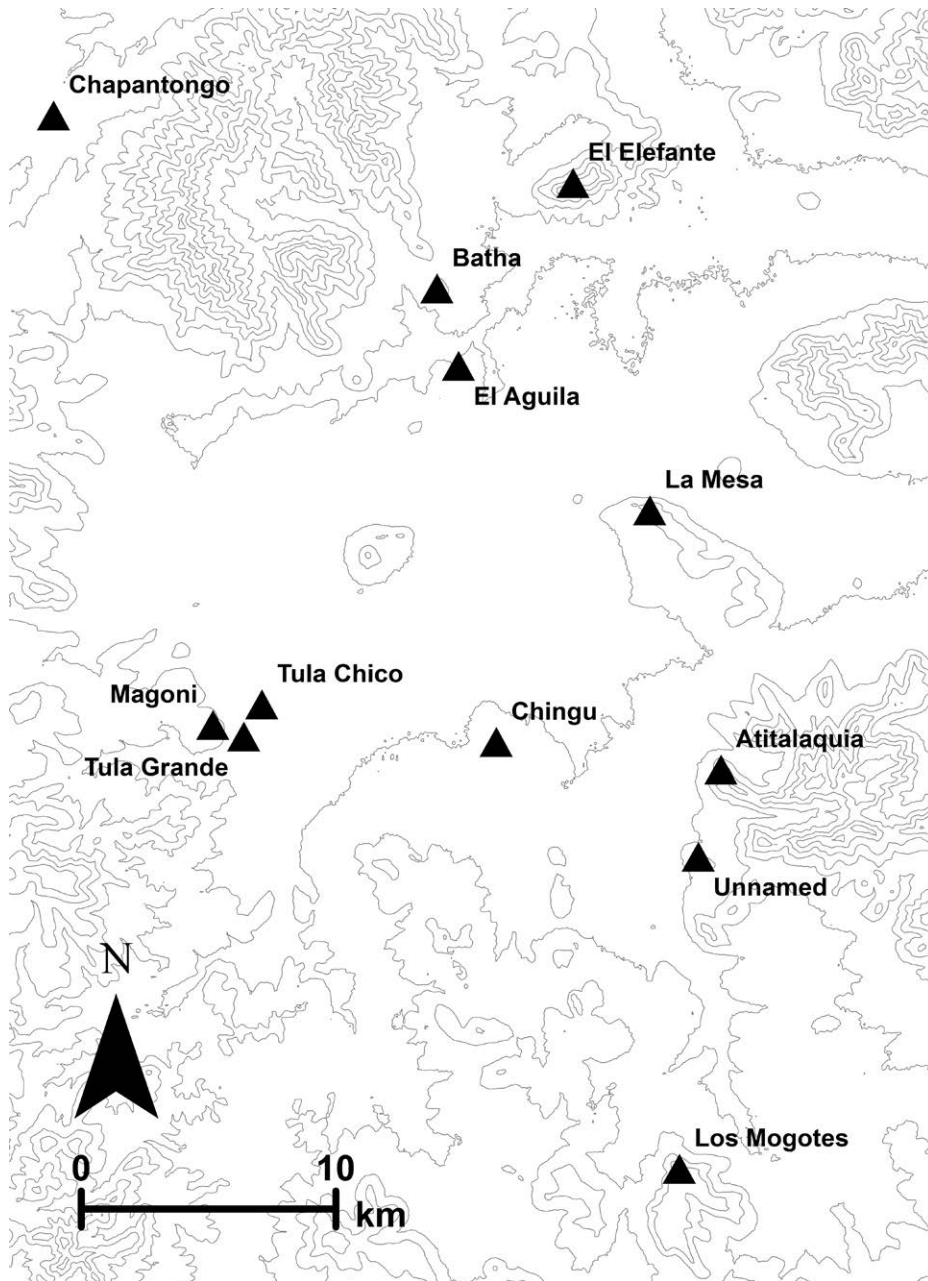 Chapantongo
El Elefante
Batha
El Aguila
La Mesa
Tula Chico
Magoni
Chingu
Tula Grande
Atitalaquia
Unnamed
N
Los Mogotes
0 10
km